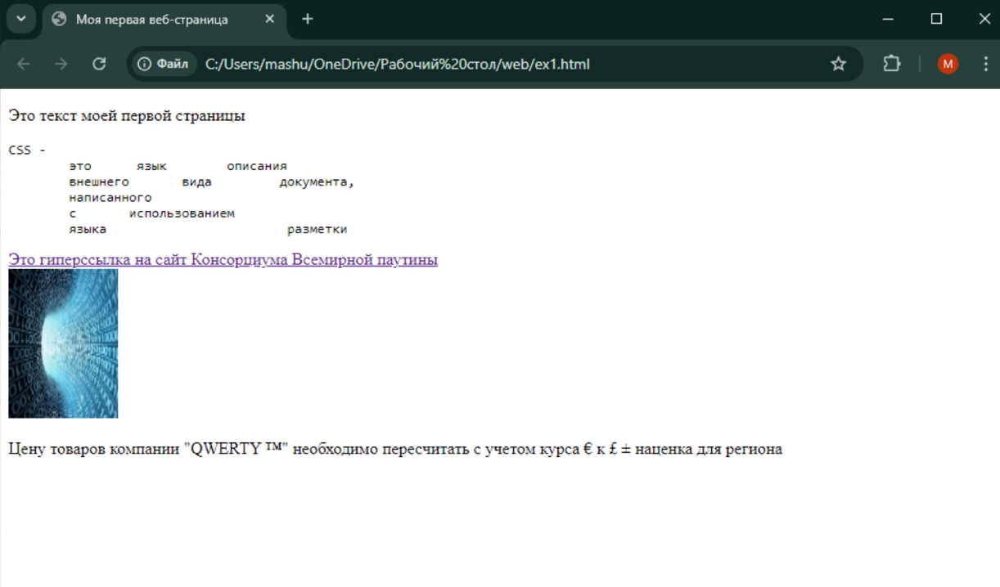 Моя первая веб-страница
Файл C:/Users/mashu/OneDrive/Рабочий%20стол/web/ex1.html M
Это текст моей первой страницы
CSS -
это язык описания
внешнего вида документа,
написанного
с использованием
языка разметки
Это гиперссылка на сайт Консорциума Всемирной паутины
Цену товаров компании "QWERTY ™" необходимо пересчитать с учетом курса € к £ ± наценка для региона